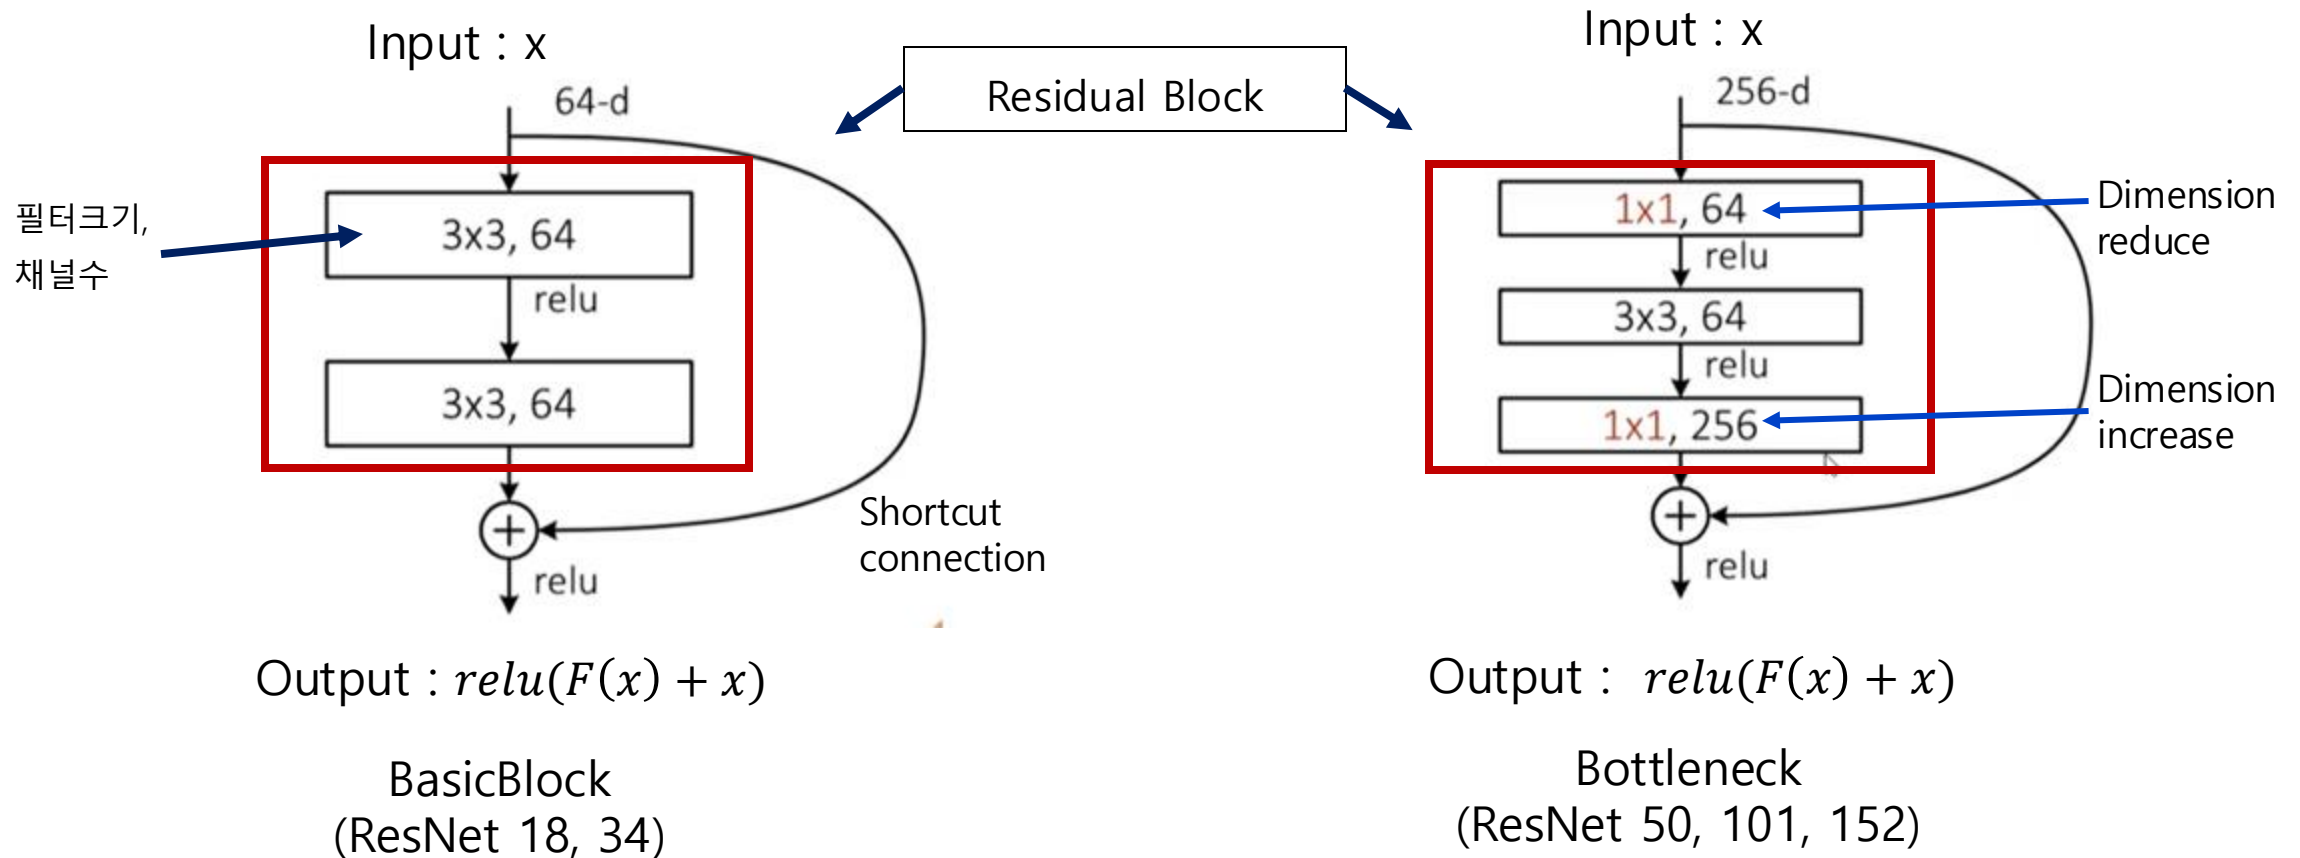 Input : x
64-d
필터크기,
채널수
3x3, 64
relu
3x3, 64
relu
Shortcut
connection
Output : relu(F(x) + x)
BasicBlock
(ResNet 18, 34)
Residual Block
Input : x
256-d
1x1, 64
relu
3x3, 64
relu
1x1, 256
relu
Dimension
reduce
Dimension
increase
Output : relu(F(x) + x)
Bottleneck
(ResNet 50, 101, 152)